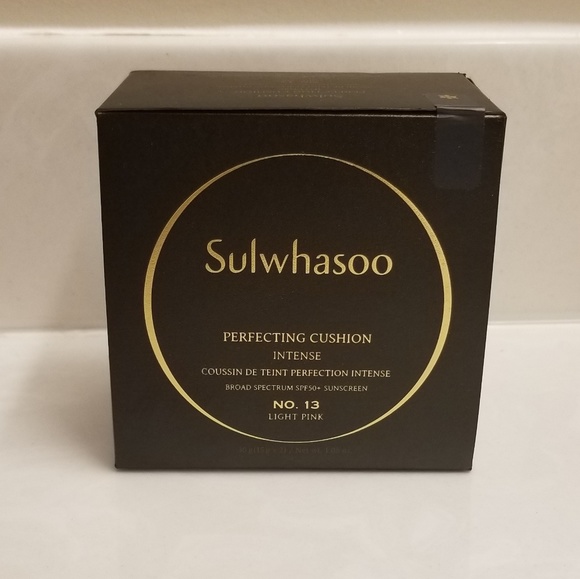 Sulwhasoo
PERFECTING CUSHION
INTENSE
COUSSIN DE TEINT PERFECTION INTENSE
BROAD SPECTRUM SPF50+ SUNSCREEN
NO. 13
LIGHT PINK